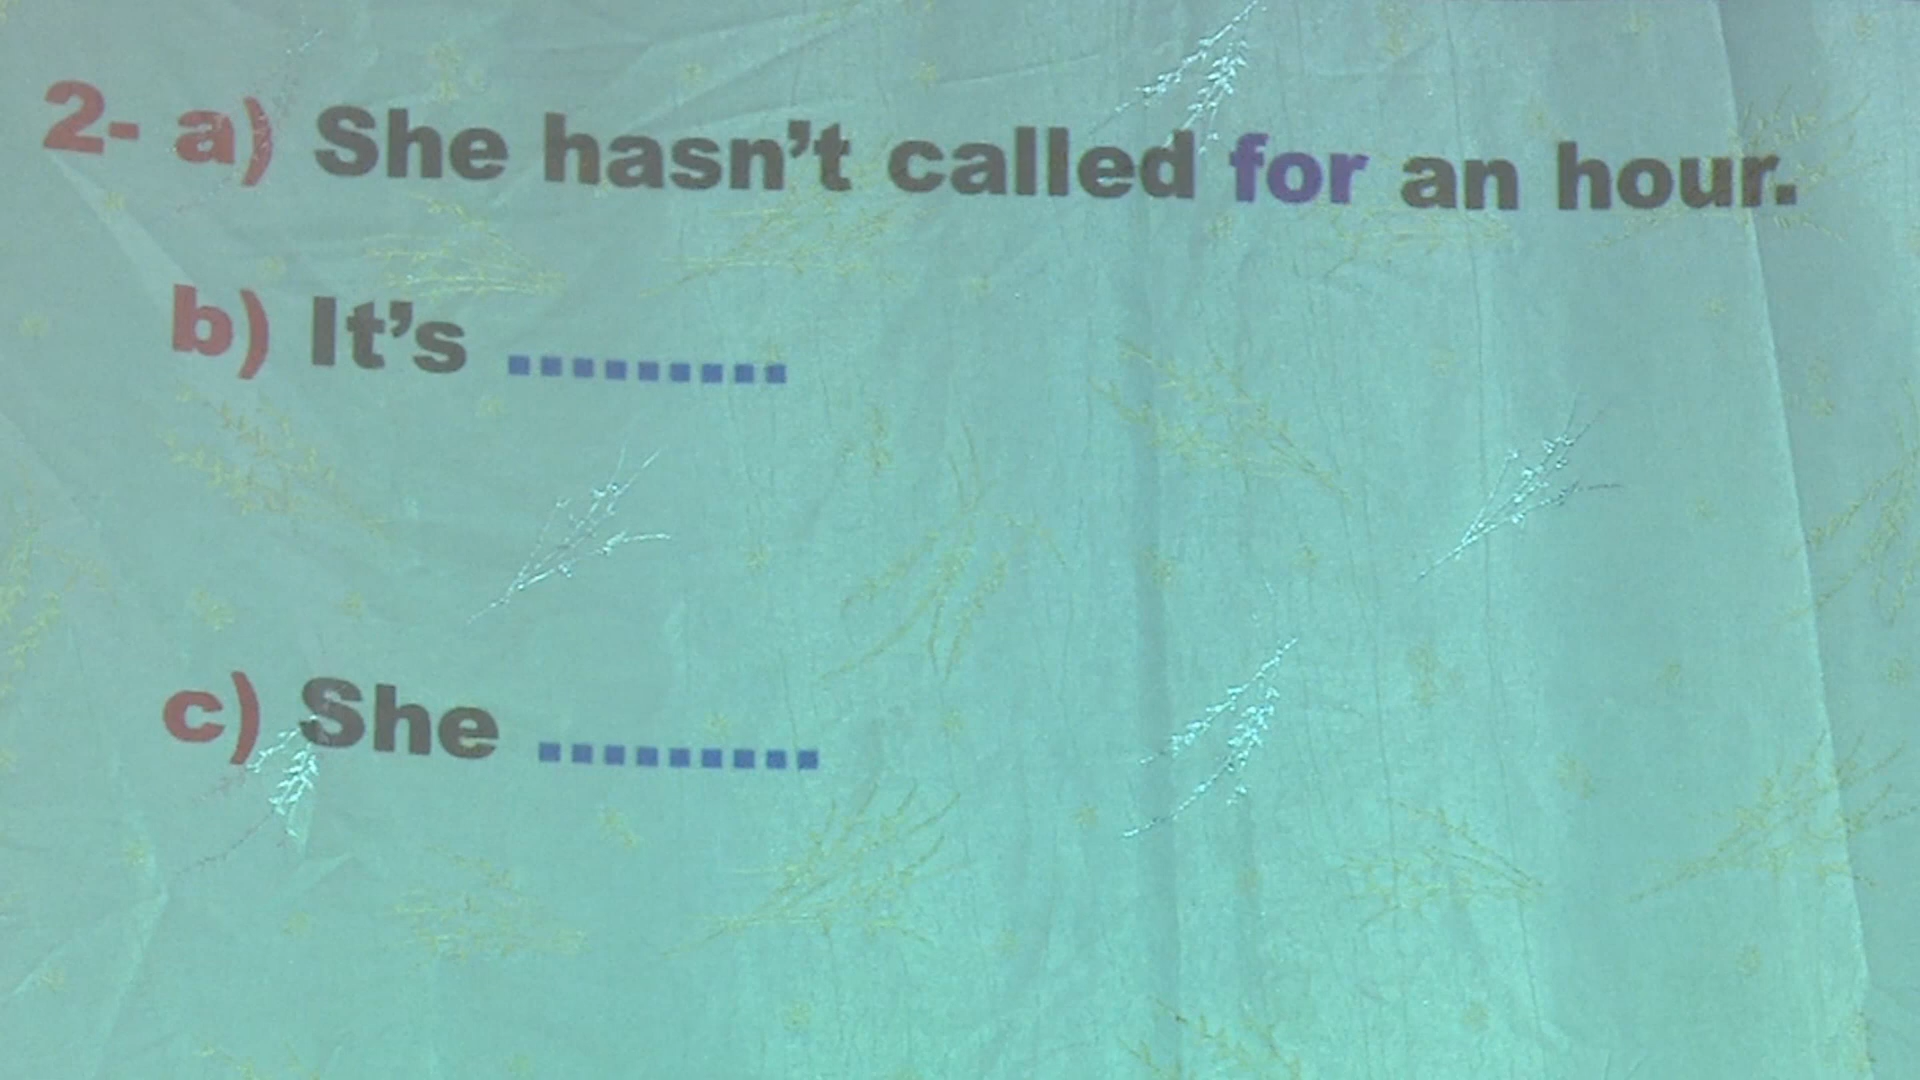 2- a) She hasn't called for an hour.
b) It's .........
c) She .........